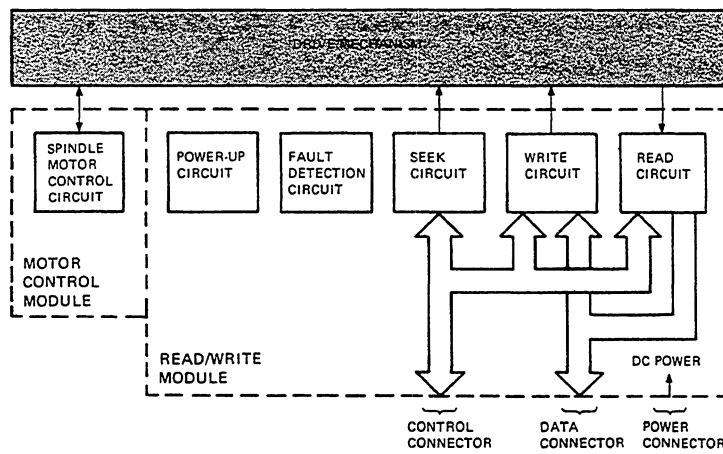 DRIVE MECHANISM
SPINDLE
MOTOR
CONTROL
CIRCUIT
POWER-UP
CIRCUIT
FAULT
DETECTION
CIRCUIT
SEEK
CIRCUIT
WRITE
CIRCUIT
READ
CIRCUIT
MOTOR
CONTROL
MODULE
READ/WRITE
MODULE
DC POWER
CONTROL
CONNECTOR
DATA
CONNECTOR
POWER
CONNECTOR